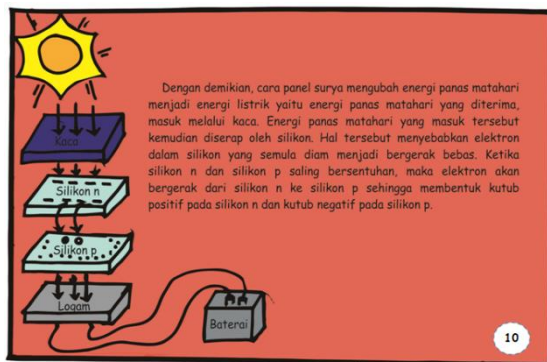 Dengan demikian, cara panel surya mengubah energi panas matahari
menjadi energi listrik yaitu energi panas matahari yang diterima,
masuk melalui kaca. Energi panas matahari yang masuk tersebut
kemudian diserap oleh silikon. Hal tersebut menyebabkan elektron
dalam silikon yang semula diam menjadi bergerak bebas. Ketika
silikon n dan silikon p saling bersentuhan, maka elektron akan
bergerak dari silikon n ke silikon p sehingga membentuk kutub
positif pada silikon n dan kutub negatif pada silikon p.
Kaca
Silikon n
Silikon p
Logam
Baterai
10